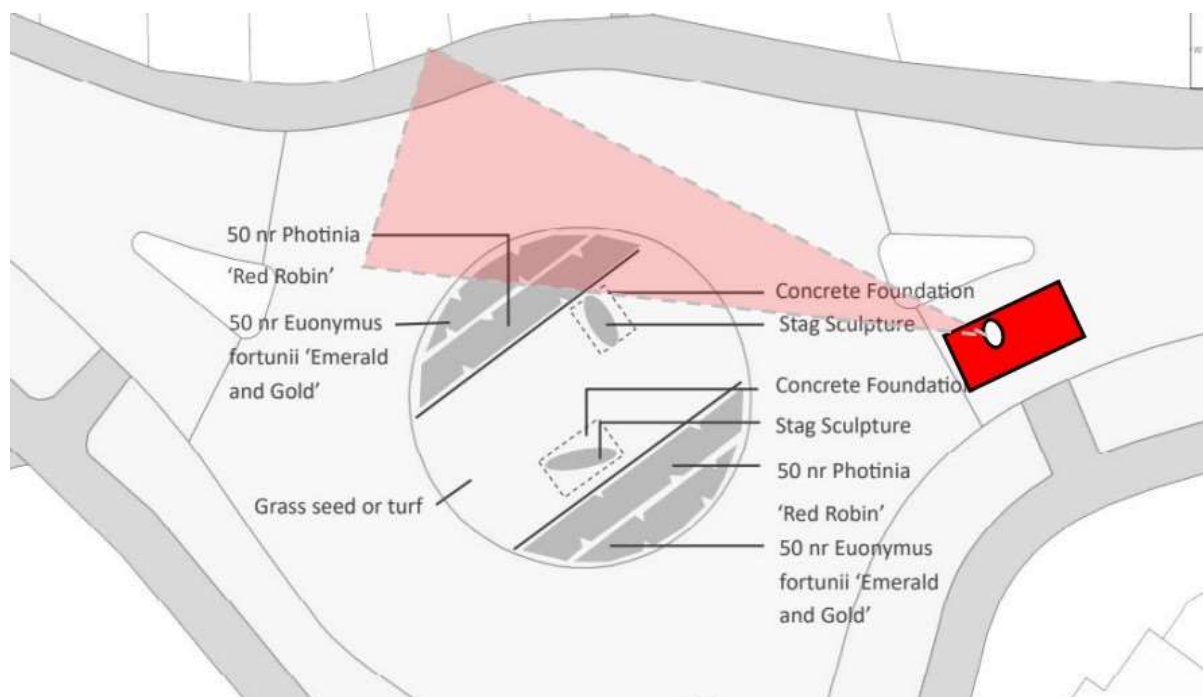 50 nr Photinia
'Red Robin'
50 nr Euonymus
fortunii 'Emerald
and Gold'
Grass seed or turf
Concrete Foundation
Stag Sculpture
Concrete Foundation
Stag Sculpture
50 nr Photinia
'Red Robin'
50 nr Euonymus
fortunii 'Emerald
and Gold'